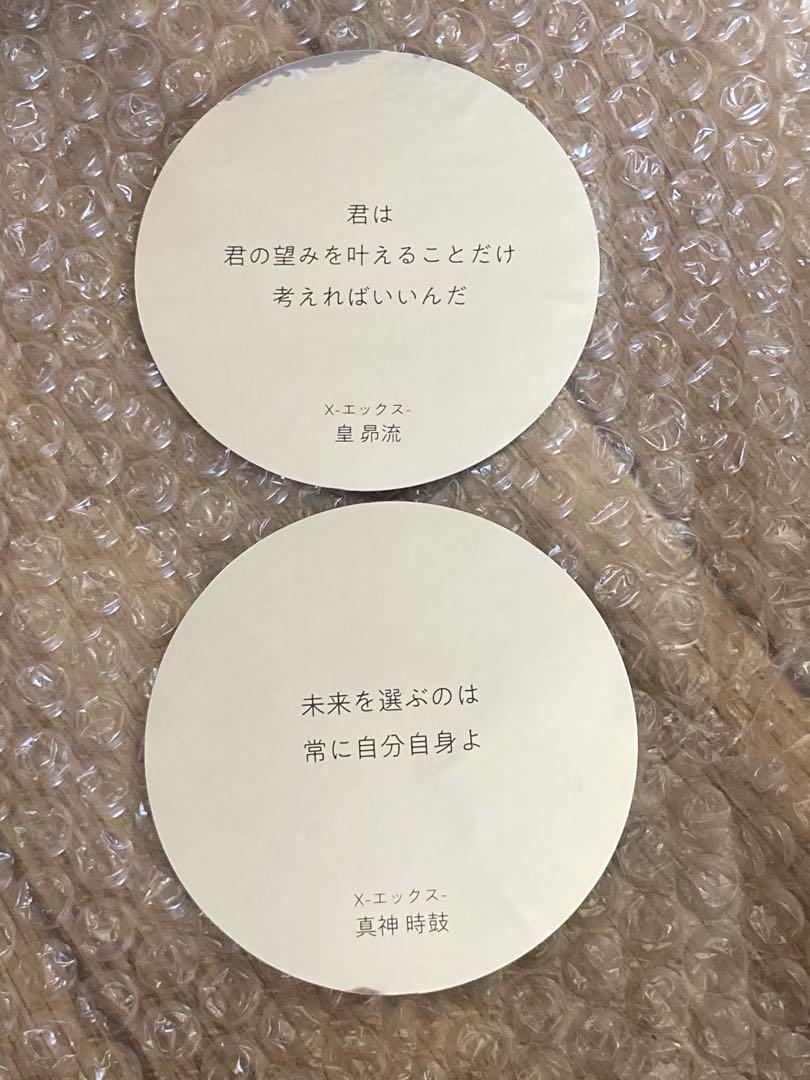 君は
君の望みを叶えることだけ
考えればいいんだ
X-エックス-
皇 昴流
未来を選ぶのは
常に自分自身よ
X-エックス-
真神 時鼓